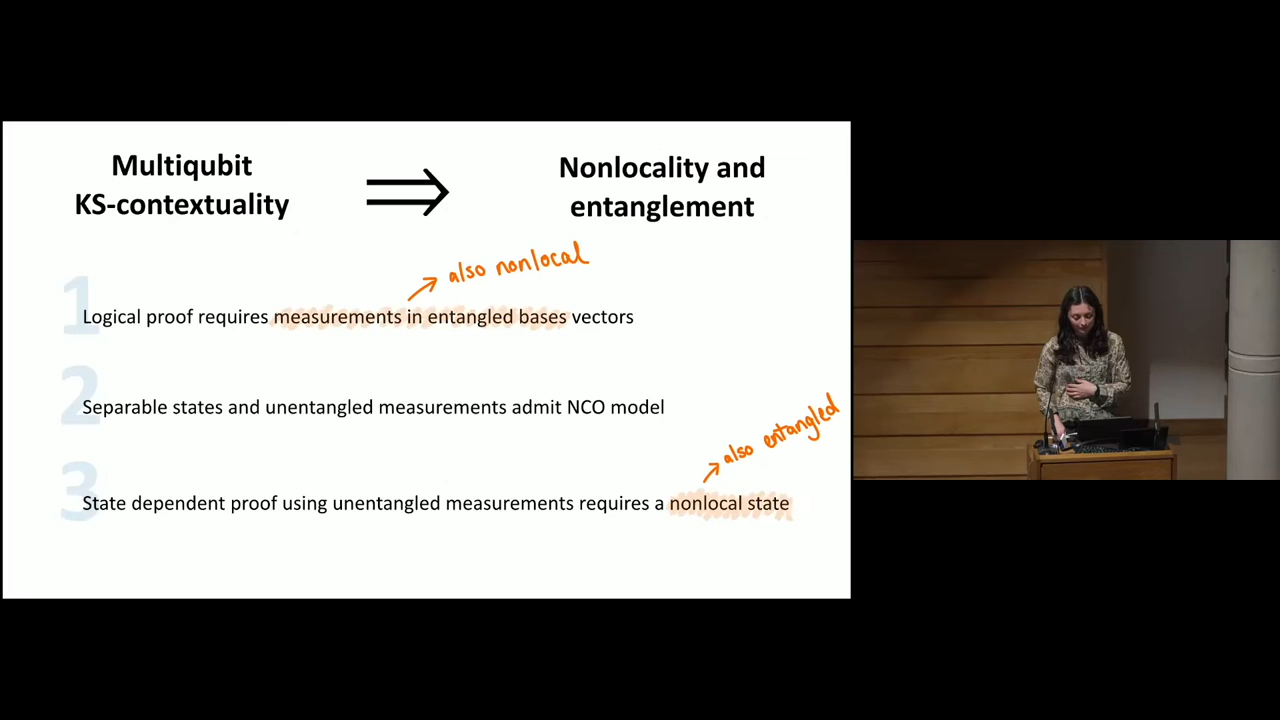 Multiqubit
KS-contextuality
Nonlocality and
entanglement
also nonlocal
1
Logical proof requires measurements in entangled bases vectors
2
Separable states and unentangled measurements admit NCO model
also entangled
3
State dependent proof using unentangled measurements requires a nonlocal state